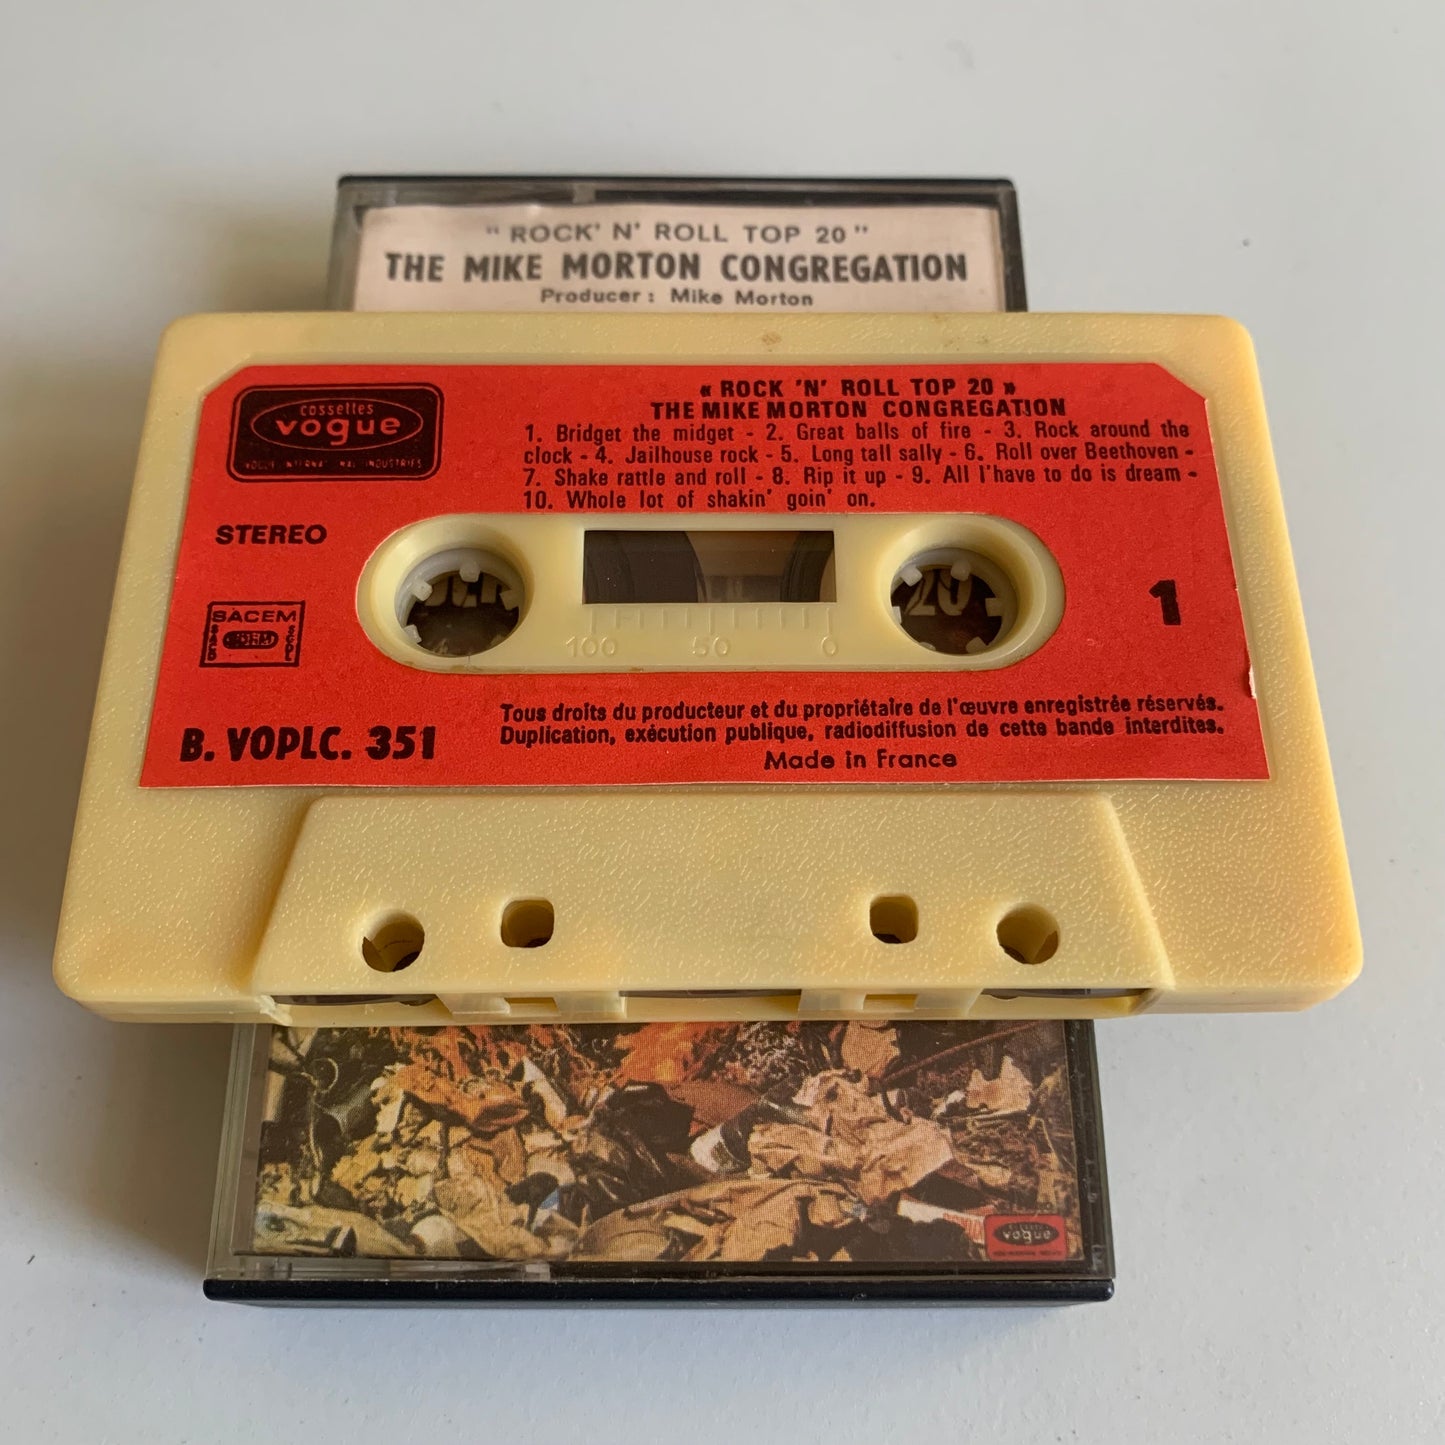 " ROCK' N' ROLL TOP 20 "
THE MIKE MORTON CONGREGATION
Producer : Mike Morton
cassettes
vogue
VOGUE INTERNATIONAL INDUSTRIES
« ROCK 'N' ROLL TOP 20 »
THE MIKE MORTON CONGREGATION
1. Bridget the midget - 2. Great balls of fire - 3. Rock around the
clock - 4. Jailhouse rock - 5. Long tall sally - 6. Roll over Beethoven -
7. Shake rattle and roll - 8. Rip it up - 9. All I'have to do is dream -
10. Whole lot of shakin' goin' on.
STEREO
20
100 50 0
1
SACEM
B. VOPLC. 351
Tous droits du producteur et du propriétaire de l'œuvre enregistrée réservés.
Duplication, exécution publique, radiodiffusion de cette bande interdites.
Made in France
cassettes
vogue